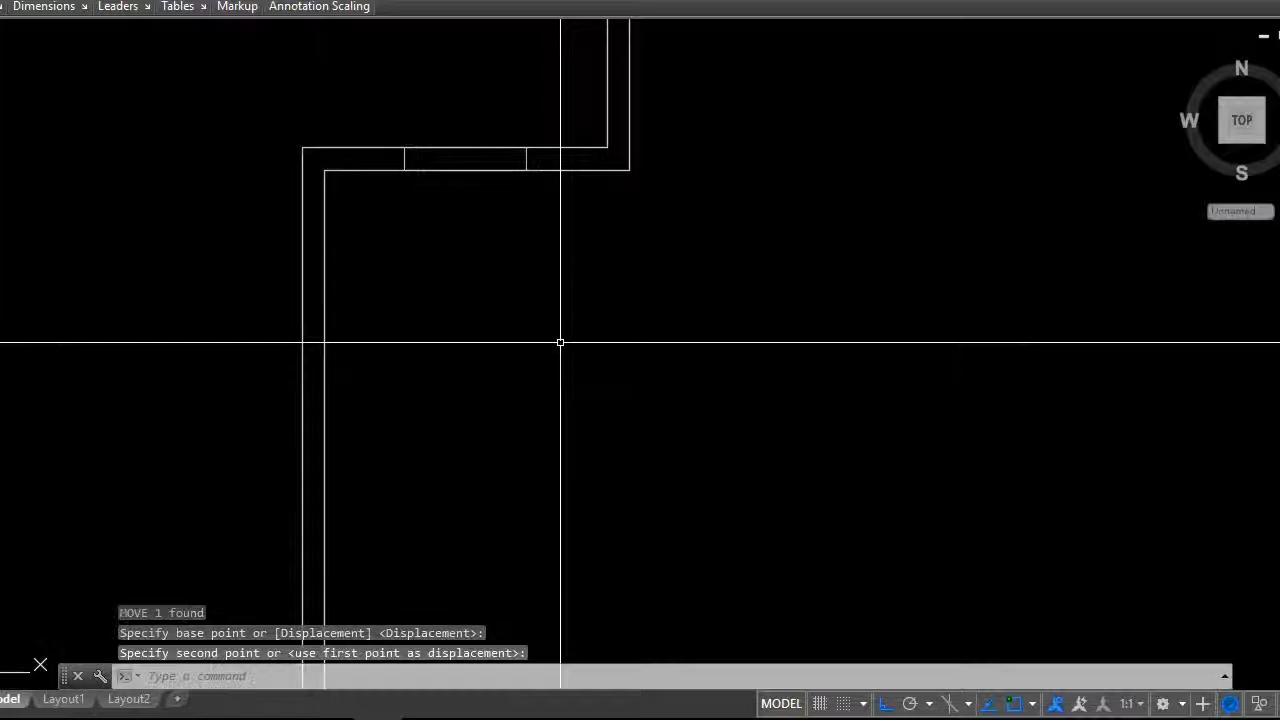 Dimensions Leaders Tables Markup Annotation Scaling
N
W TOP
S
Unnamed
MOVE 1 found
Specify base point or [Displacement] <Displacement>:
Specify second point or <use first point as displacement>:
Type a command
odel Layout1 Layout2 +
MODEL 1:1